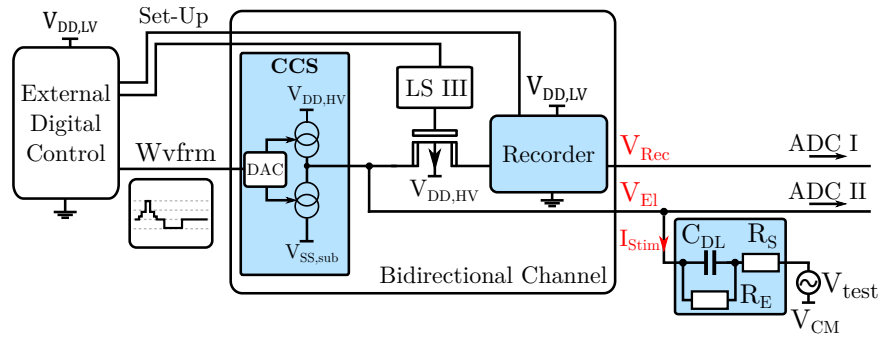 V_DD,LV
Set-Up
External
Digital
Control
Wvfrm
CCS
V_DD,HV
DAC
V_SS,sub
LS III
V_DD,HV
V_DD,LV
Recorder
Bidirectional Channel
V_Rec
V_El
I_Stim
ADC I
ADC II
C_DL
R_S
R_E
V_test
V_CM